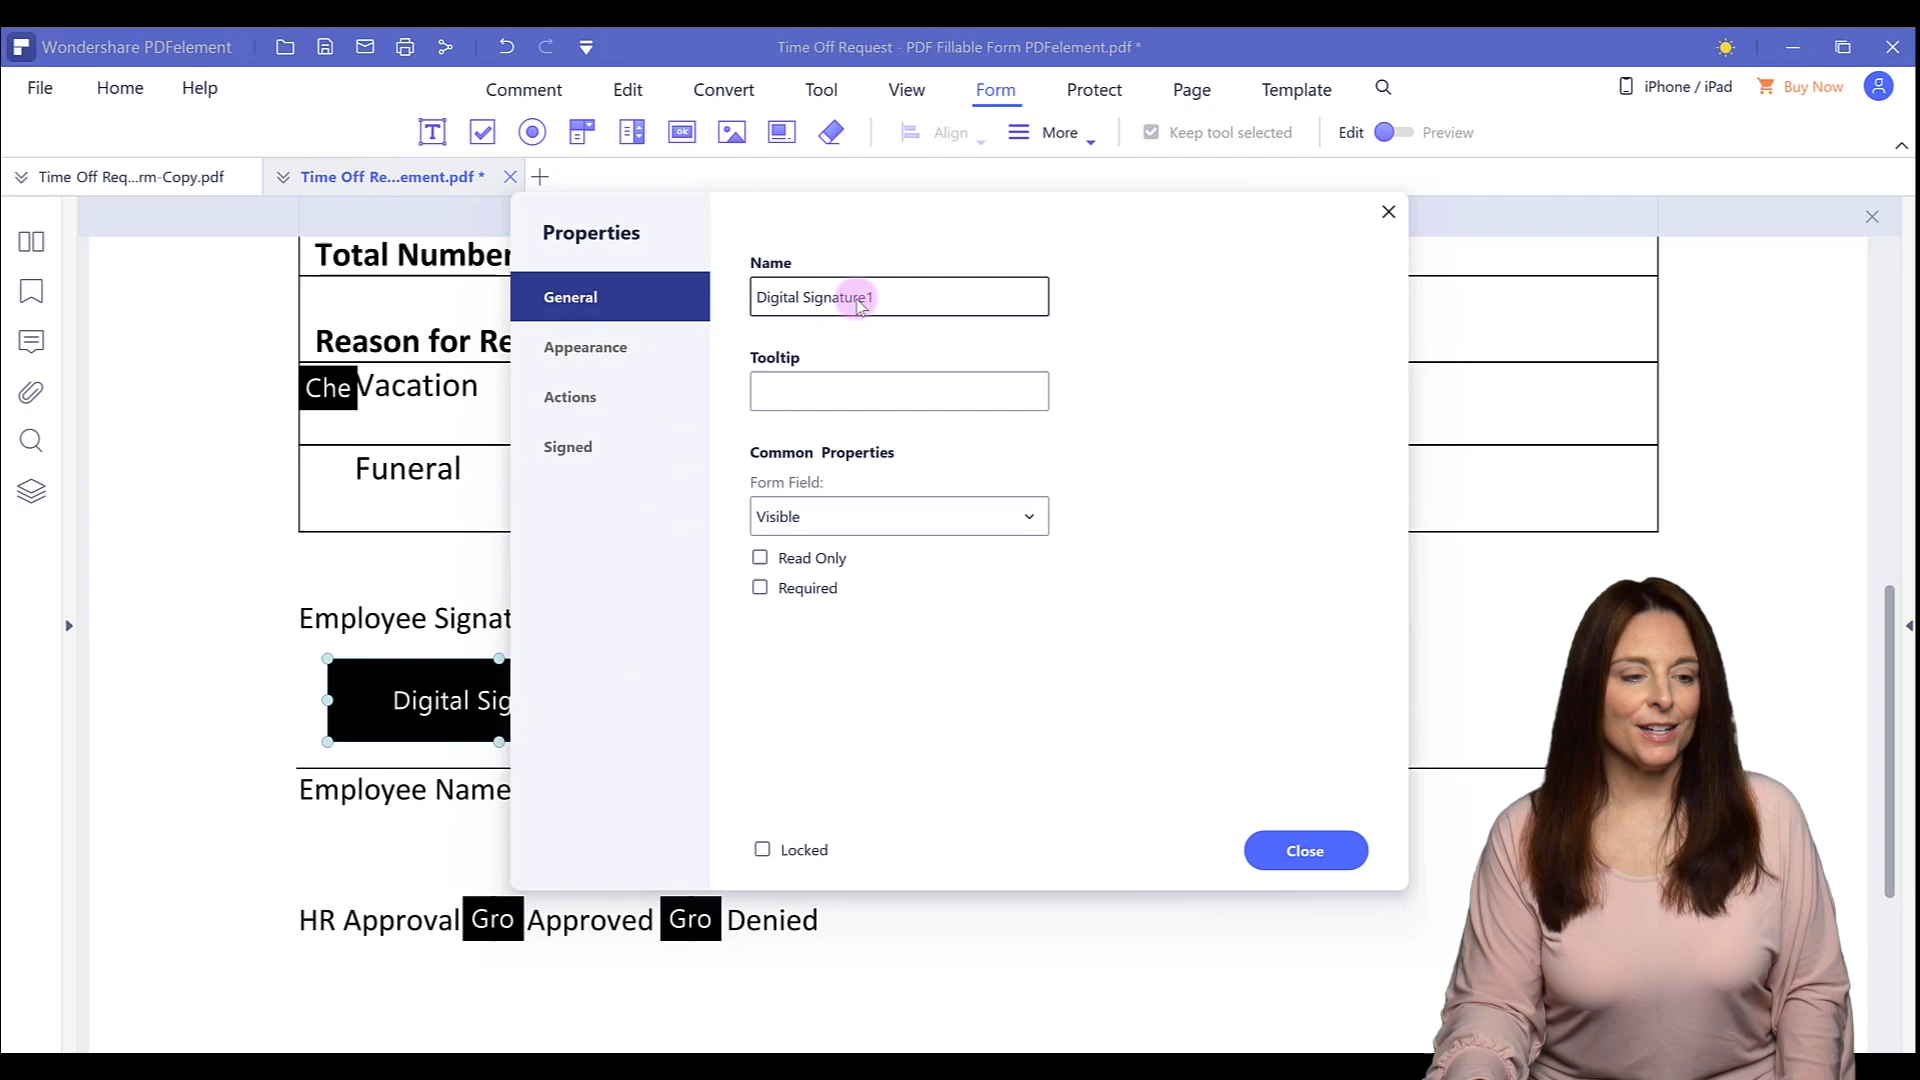 Wondershare PDFelement
Time Off Request - PDF Fillable Form PDFelement.pdf *
File Home Help Comment Edit Convert Tool View Form Protect Page Template iPhone / iPad Buy Now
T OK Align More Keep tool selected Edit Preview
Time Off Req...rm-Copy.pdf Time Off Re...ement.pdf *
Properties
General
Appearance
Actions
Signed
Name
Digital Signature1
Tooltip
Common Properties
Form Field:
Visible
Read Only
Required
Locked
Close
Total Number
Reason for Re
Che Vacation
Funeral
Employee Signat
Digital Sig
Employee Name
HR Approval Gro Approved Gro Denied